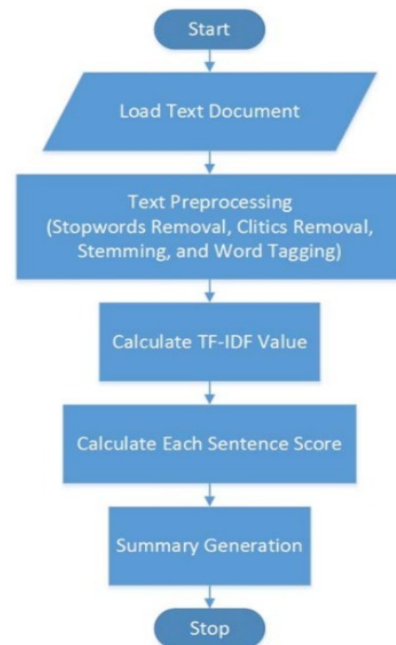 Start
Load Text Document
Text Preprocessing
(Stopwords Removal, Clitics Removal,
Stemming, and Word Tagging)
Calculate TF-IDF Value
Calculate Each Sentence Score
Summary Generation
Stop